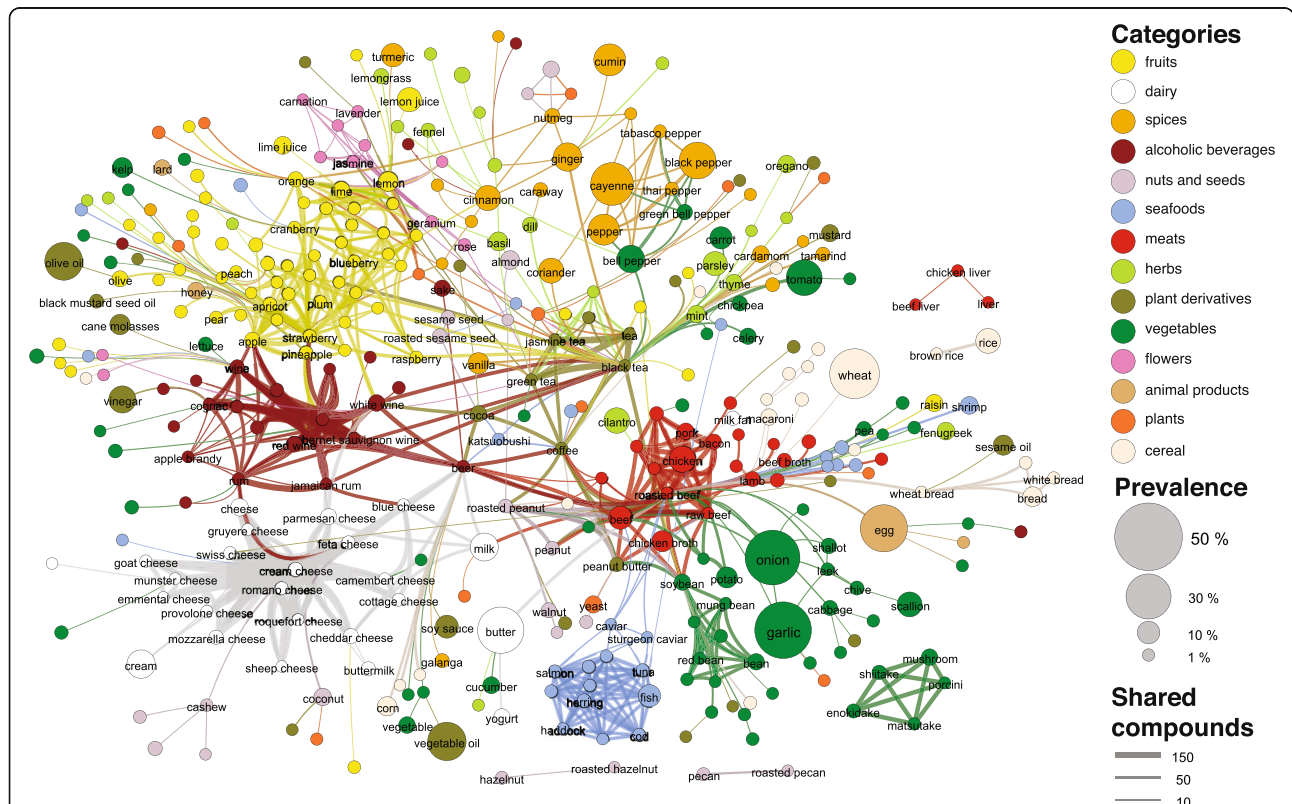 turmeric
cumin
lemongrass
carnation
lemon juice
lavender
nutmeg
fennel
tabasco pepper
lime juice
jasmine
ginger
black pepper
kelp
lard
oregano
orange
lime
lemon
cayenne
thai pepper
cinnamon
caraway
green bell pepper
geranium
cranberry
dill
pepper
rose
basil
carrot
mustard
olive oil
peach
blueberry
almond
coriander
bell pepper
parsley
cardamom
tamarind
olive
honey
sake
thyme
tomato
chicken liver
black mustard seed oil
apricot
plum
chickpea
beef liver
liver
cane molasses
pear
sesame seed
mint
lettuce
apple
strawberry
roasted sesame seed
jasmine tea
tea
celery
rice
pineapple
raspberry
brown rice
wine
vanilla
black tea
wheat
green tea
vinegar
cognac
white wine
cocoa
cilantro
milk fat
macaroni
raisin
shrimp
red wine
bernet sauvignon wine
katsuobushi
pork
bacon
pea
fenugreek
apple brandy
coffee
chicken
beef broth
sesame oil
beer
rum
jamaican rum
roasted beef
lamb
wheat bread
white bread
bread
cheese
blue cheese
roasted peanut
beef
raw beef
parmesan cheese
gruyere cheese
feta cheese
milk
peanut
chicken broth
egg
swiss cheese
onion
shallot
goat cheese
cream cheese
peanut butter
munster cheese
camembert cheese
soybean
potato
leek
romano cheese
emmental cheese
cottage cheese
chive
provolone cheese
roquefort cheese
walnut
yeast
mung bean
cabbage
scallion
mozzarella cheese
cheddar cheese
soy sauce
butter
caviar
sturgeon caviar
garlic
cream
sheep cheese
buttermilk
galanga
red bean
bean
mushroom
salmon
tuna
shiitake
porcini
coconut
cucumber
fish
cashew
corn
herring
enokidake
yogurt
vegetable
haddock
cod
matsutake
vegetable oil
hazelnut
roasted hazelnut
pecan
roasted pecan
Categories
fruits
dairy
spices
alcoholic beverages
nuts and seeds
seafoods
meats
herbs
plant derivatives
vegetables
flowers
animal products
plants
cereal
Prevalence
50 %
30 %
10 %
1 %
Shared
compounds
150
50
10